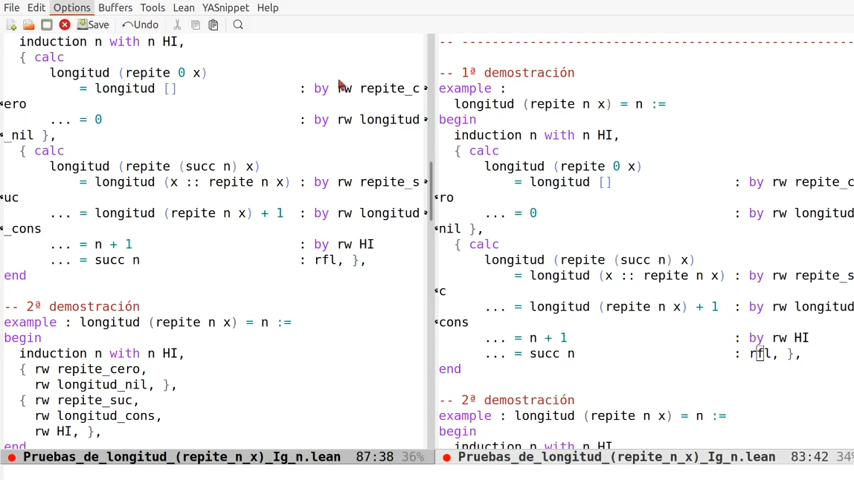 File Edit Options Buffers Tools Lean YASnippet Help
Save Undo
induction n with n HI,
{ calc
longitud (repite 0 x)
= longitud [] : by rw repite_c
ero
... = 0 : by rw longitud
_nil },
{ calc
longitud (repite (succ n) x)
= longitud (x :: repite n x) : by rw repite_s
uc
... = longitud (repite n x) + 1 : by rw longitud
_cons
... = n + 1 : by rw HI
... = succ n : rfl, },
end
-- 2ª demostración
example : longitud (repite n x) = n :=
begin
induction n with n HI,
{ rw repite_cero,
rw longitud_nil, },
{ rw repite_suc,
rw longitud_cons,
rw HI, },
end
Pruebas_de_longitud_(repite_n_x)_Ig_n.lean 87:38 36%
-- ----------------------------------------------------
-- 1ª demostración
example :
longitud (repite n x) = n :=
begin
induction n with n HI,
{ calc
longitud (repite 0 x)
= longitud [] : by rw repite_c
ro
... = 0 : by rw longitud
nil },
{ calc
longitud (repite (succ n) x)
= longitud (x :: repite n x) : by rw repite_s
c
... = longitud (repite n x) + 1 : by rw longitud
cons
... = n + 1 : by rw HI
... = succ n : rfl, },
end
-- 2ª demostración
example : longitud (repite n x) = n :=
begin
induction n with n HI,
Pruebas_de_longitud_(repite_n_x)_Ig_n.lean 83:42 34%